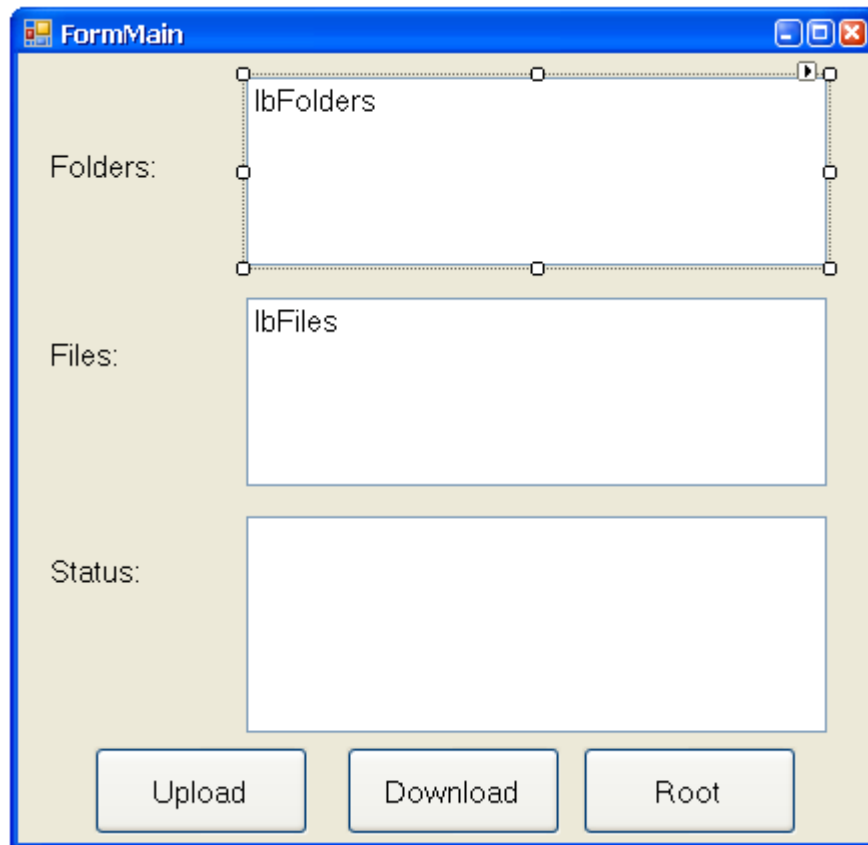 FormMain
lbFolders
Folders:
lbFiles
Files:
Status:
Upload Download Root